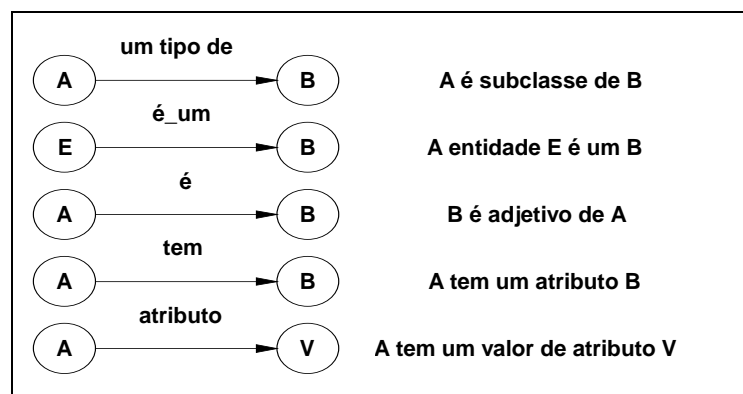 um tipo de
A B A é subclasse de B
é_um
E B A entidade E é um B
é
A B B é adjetivo de A
tem
A B A tem um atributo B
atributo
A V A tem um valor de atributo V